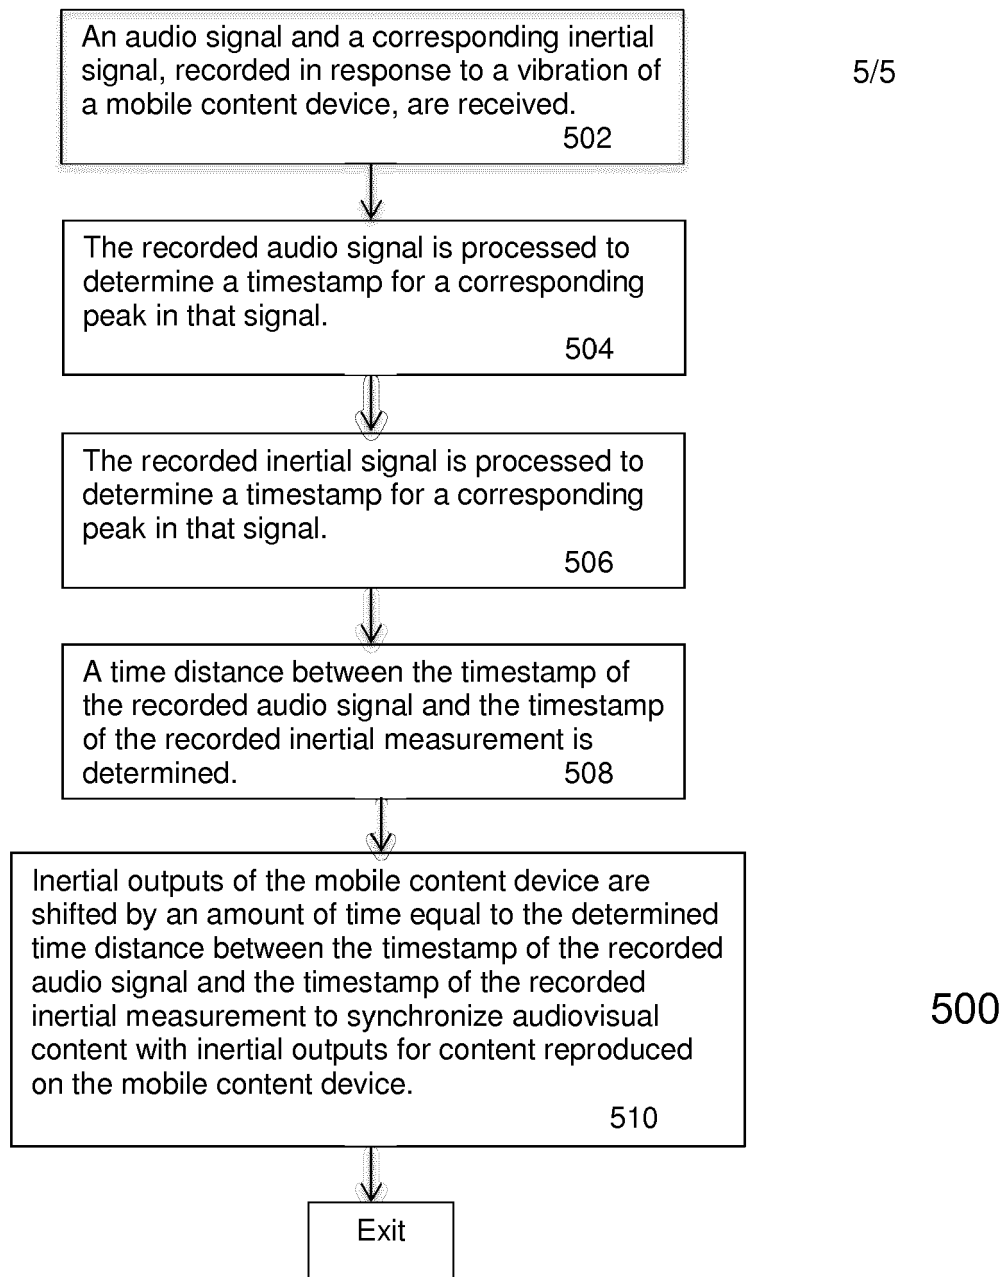 An audio signal and a corresponding inertial
signal, recorded in response to a vibration of
a mobile content device, are received.
502
5/5
The recorded audio signal is processed to
determine a timestamp for a corresponding
peak in that signal.
504
The recorded inertial signal is processed to
determine a timestamp for a corresponding
peak in that signal.
506
A time distance between the timestamp of
the recorded audio signal and the timestamp
of the recorded inertial measurement is
determined. 508
Inertial outputs of the mobile content device are
shifted by an amount of time equal to the determined
time distance between the timestamp of the recorded
audio signal and the timestamp of the recorded
inertial measurement to synchronize audiovisual
content with inertial outputs for content reproduced
on the mobile content device.
510
500
Exit